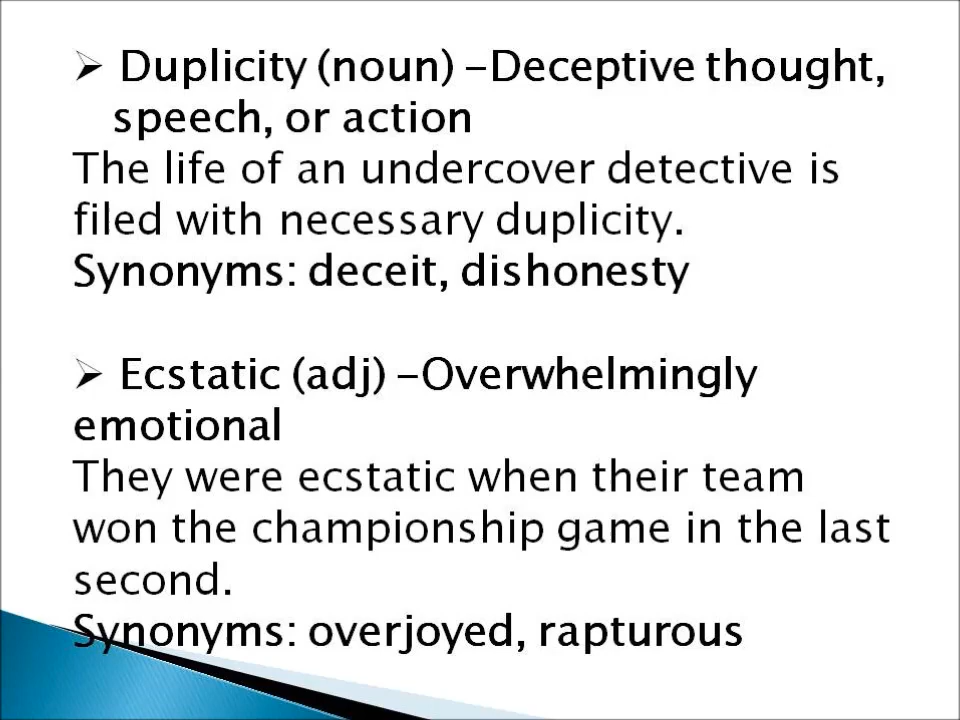 ➢ Duplicity (noun) -Deceptive thought,
speech, or action
The life of an undercover detective is
filed with necessary duplicity.
Synonyms: deceit, dishonesty
➢ Ecstatic (adj) -Overwhelmingly
emotional
They were ecstatic when their team
won the championship game in the last
second.
Synonyms: overjoyed, rapturous